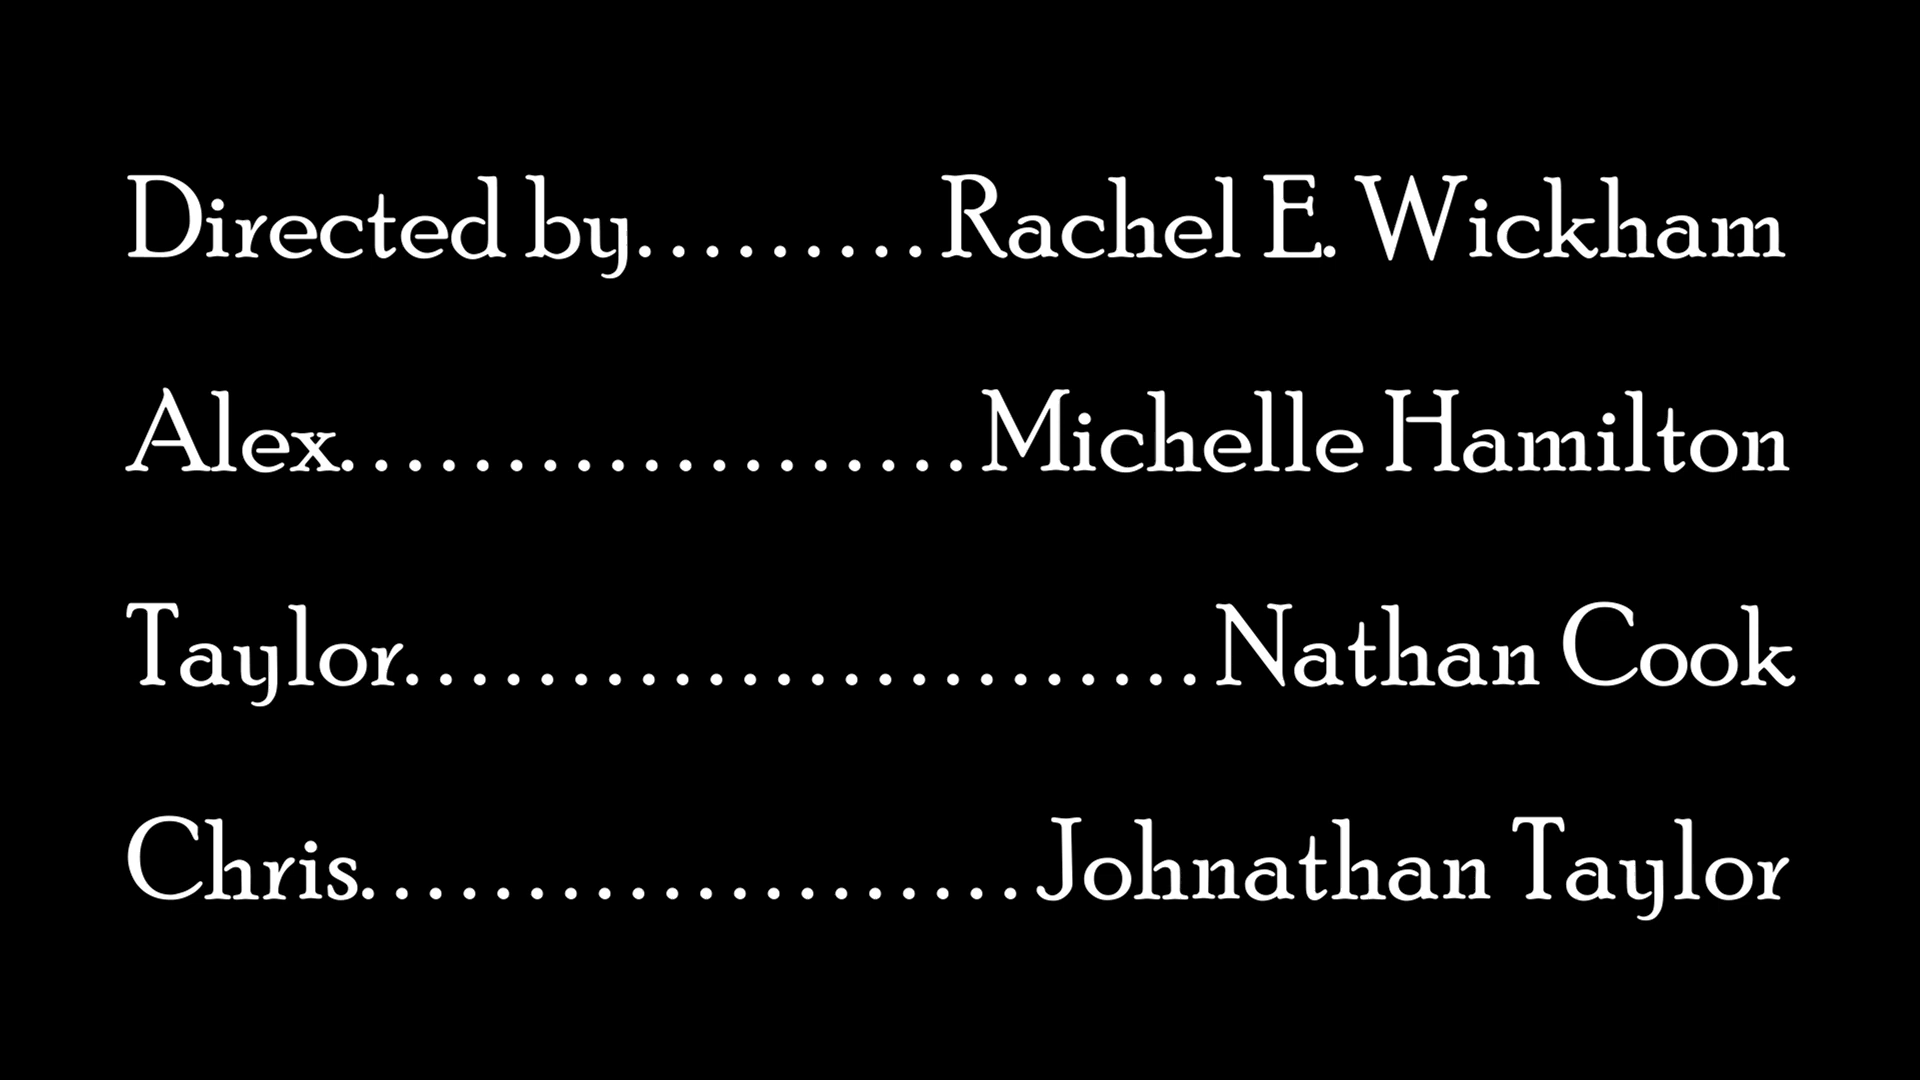 Directed by.........Rachel E. Wickham
Alex...................Michelle Hamilton
Taylor........................Nathan Cook
Chris....................Johnathan Taylor